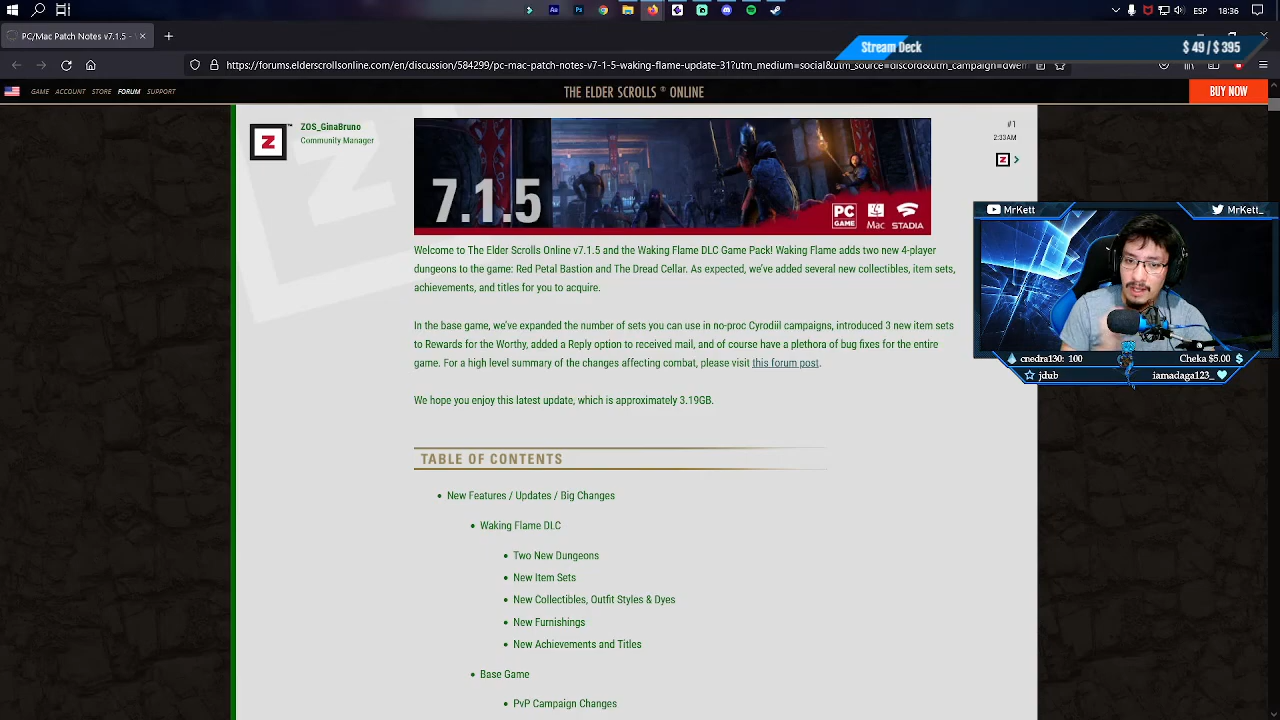 18:36
PC/Mac Patch Notes v7.1.5 -
Stream Deck
$ 49 / $ 395
https://forums.elderscrollsonline.com/en/discussion/584299/pc-mac-patch-notes-v7-1-5-waking-flame-update-31?utm_medium=social&utm_source=discord&utm_campaign=dwem
GAME ACCOUNT STORE FORUM SUPPORT
THE ELDER SCROLLS ® ONLINE
BUY NOW
ZOS_GinaBruno
Community Manager
#1
2:33AM
7.1.5
PC GAME
Mac
STADIA
MrKett
MrKett_
Welcome to The Elder Scrolls Online v7.1.5 and the Waking Flame DLC Game Pack! Waking Flame adds two new 4-player
dungeons to the game: Red Petal Bastion and The Dread Cellar. As expected, we've added several new collectibles, item sets,
achievements, and titles for you to acquire.
In the base game, we've expanded the number of sets you can use in no-proc Cyrodiil campaigns, introduced 3 new item sets
to Rewards for the Worthy, added a Reply option to received mail, and of course have a plethora of bug fixes for the entire
game. For a high level summary of the changes affecting combat, please visit this forum post.
cnedra130: 100
Cheka $5.00
jdub
iamadaga123_
We hope you enjoy this latest update, which is approximately 3.19GB.
TABLE OF CONTENTS
New Features / Updates / Big Changes
Waking Flame DLC
Two New Dungeons
New Item Sets
New Collectibles, Outfit Styles & Dyes
New Furnishings
New Achievements and Titles
Base Game
PvP Campaign Changes